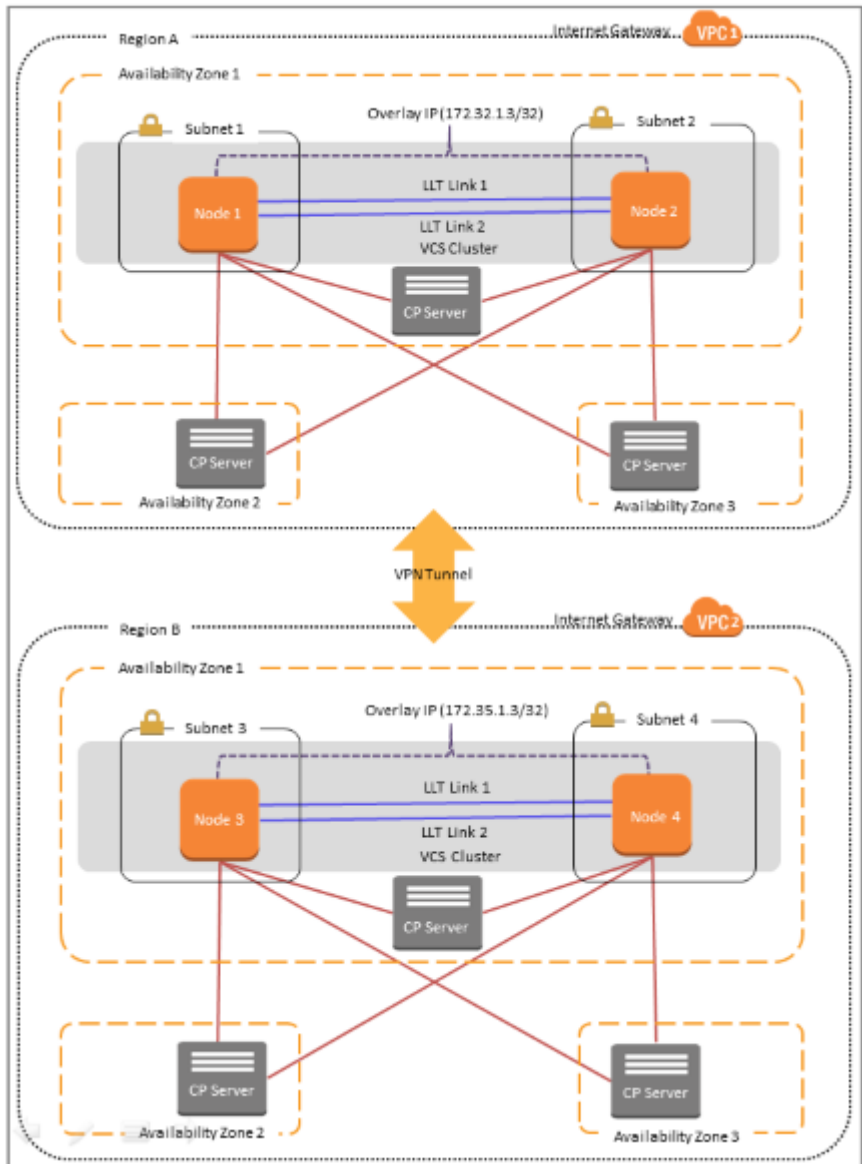 Region A
Internet Gateway
VPC 1
Availability Zone 1
Overlay IP(172.32.1.3/32)
Subnet 1
Subnet 2
LLT Link 1
Node 1
Node 2
LLT Link 2
VCS Cluster
CP Server
CP Server
CP Server
Availability Zone 2
Availability Zone 3
VPN Tunnel
Region B
Internet Gateway
VPC 2
Availability Zone 1
Overlay IP (172.35.1.3/32)
Subnet 3
Subnet 4
LLT Link 1
Node 3
Node 4
LLT Link 2
VCS Cluster
CP Server
CP Server
CP Server
Availability Zone 2
Availability Zone 3